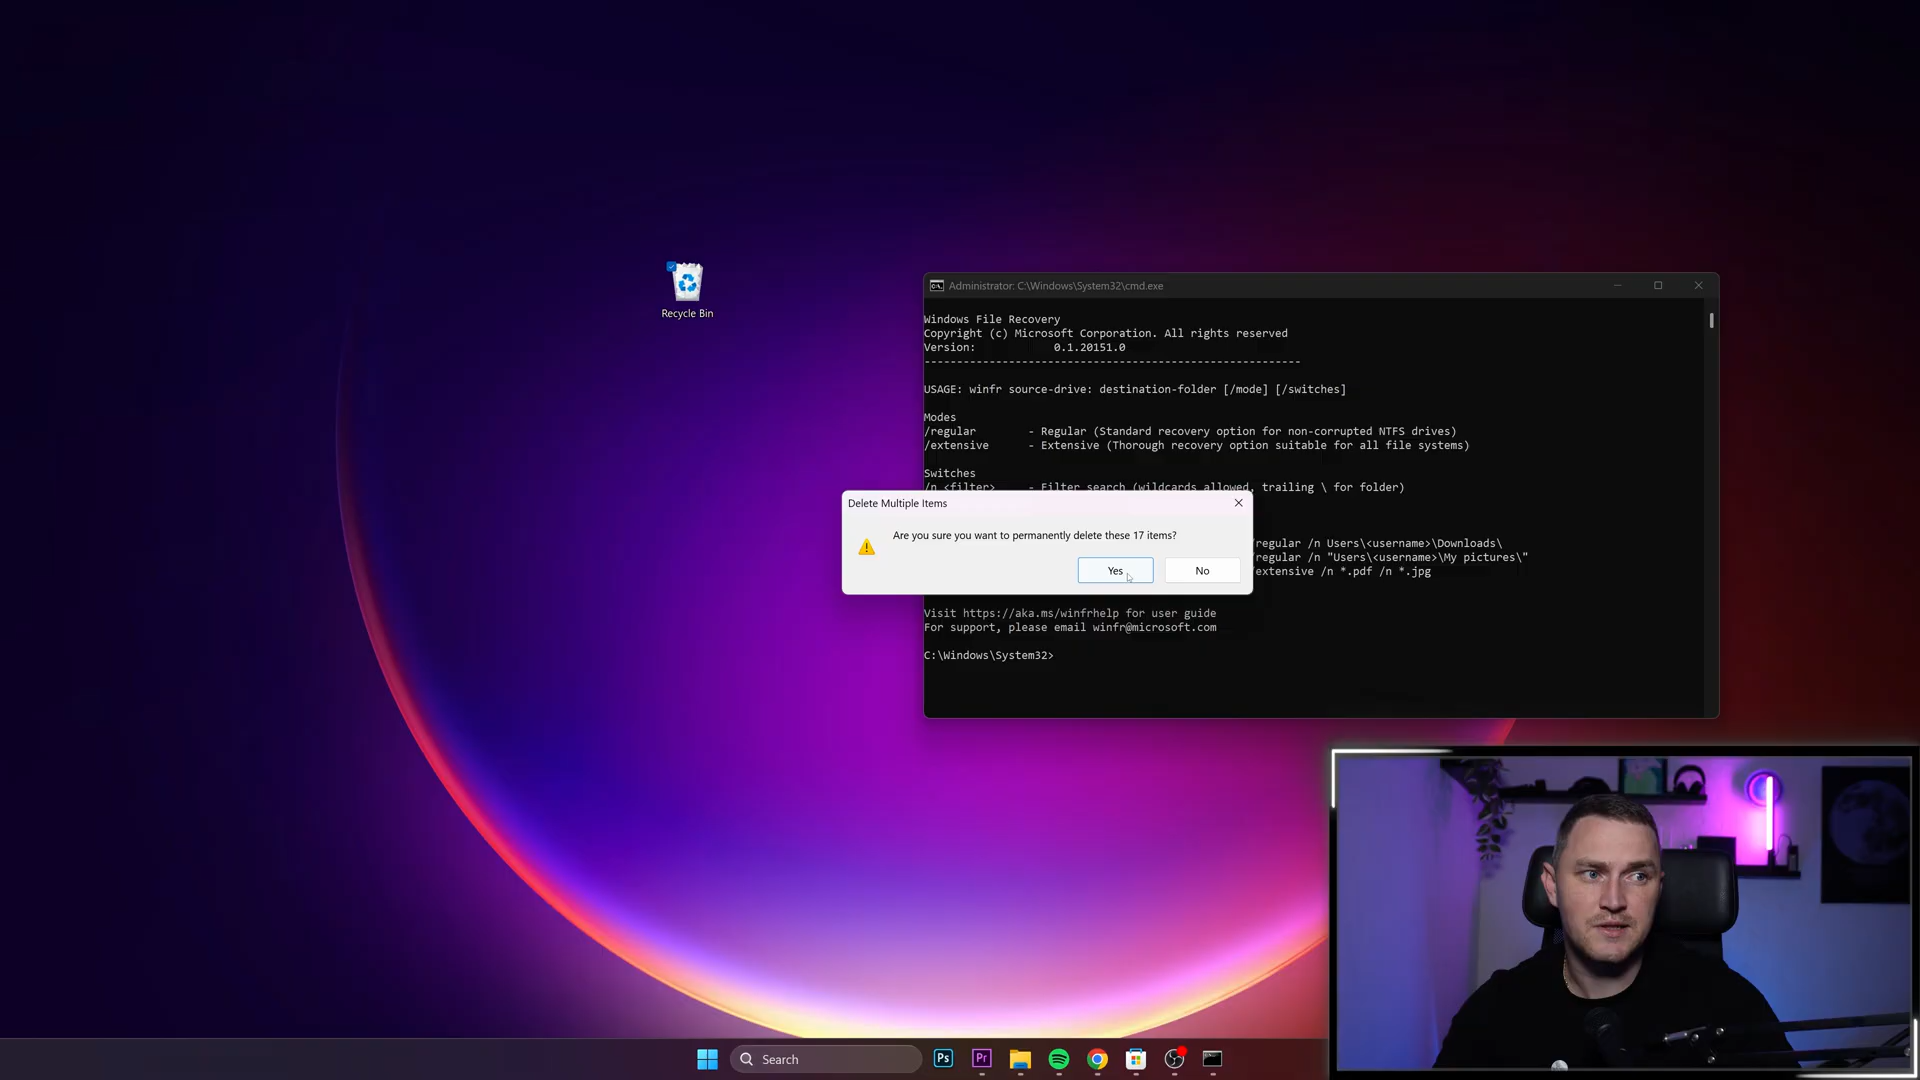 Recycle Bin
Administrator: C:\Windows\System32\cmd.exe
Windows File Recovery
Copyright (c) Microsoft Corporation. All rights reserved
Version: 0.1.20151.0
----------------------------------------------------------
USAGE: winfr source-drive: destination-folder [/mode] [/switches]
Modes
/regular - Regular (Standard recovery option for non-corrupted NTFS drives)
/extensive - Extensive (Thorough recovery option suitable for all file systems)
Switches
/n <filter> - Filter search (wildcards allowed, trailing \ for folder)
Delete Multiple Items
Are you sure you want to permanently delete these 17 items?
Yes
No
/regular /n Users\<username>\Downloads\
/regular /n "Users\<username>\My pictures\"
/extensive /n *.pdf /n *.jpg
Visit https://aka.ms/winfrhelp for user guide
For support, please email winfr@microsoft.com
C:\Windows\System32>
Search
Ps
Pr